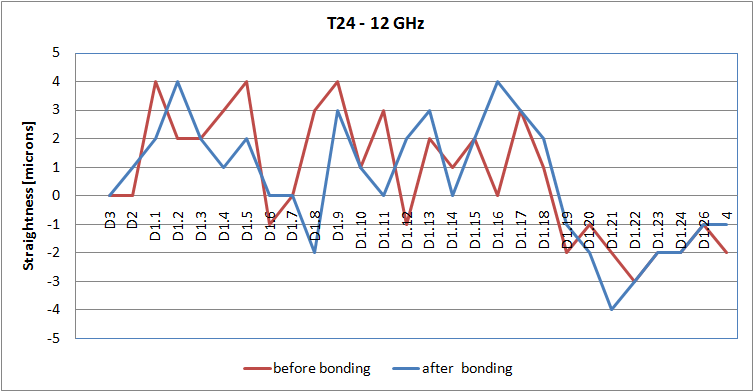 T24 - 12 GHz
Straightness [microns]
5
4
3
2
1
0
-1
-2
-3
-4
-5
D3
D2
D1.1
D1.2
D1.3
D1.4
D1.5
D1.6
D1.7
D1.8
D1.9
D1.10
D1.11
D1.12
D1.13
D1.14
D1.15
D1.16
D1.17
D1.18
D1.19
D1.20
D1.21
D1.22
D1.23
D1.24
D1.26
4
before bonding
after bonding